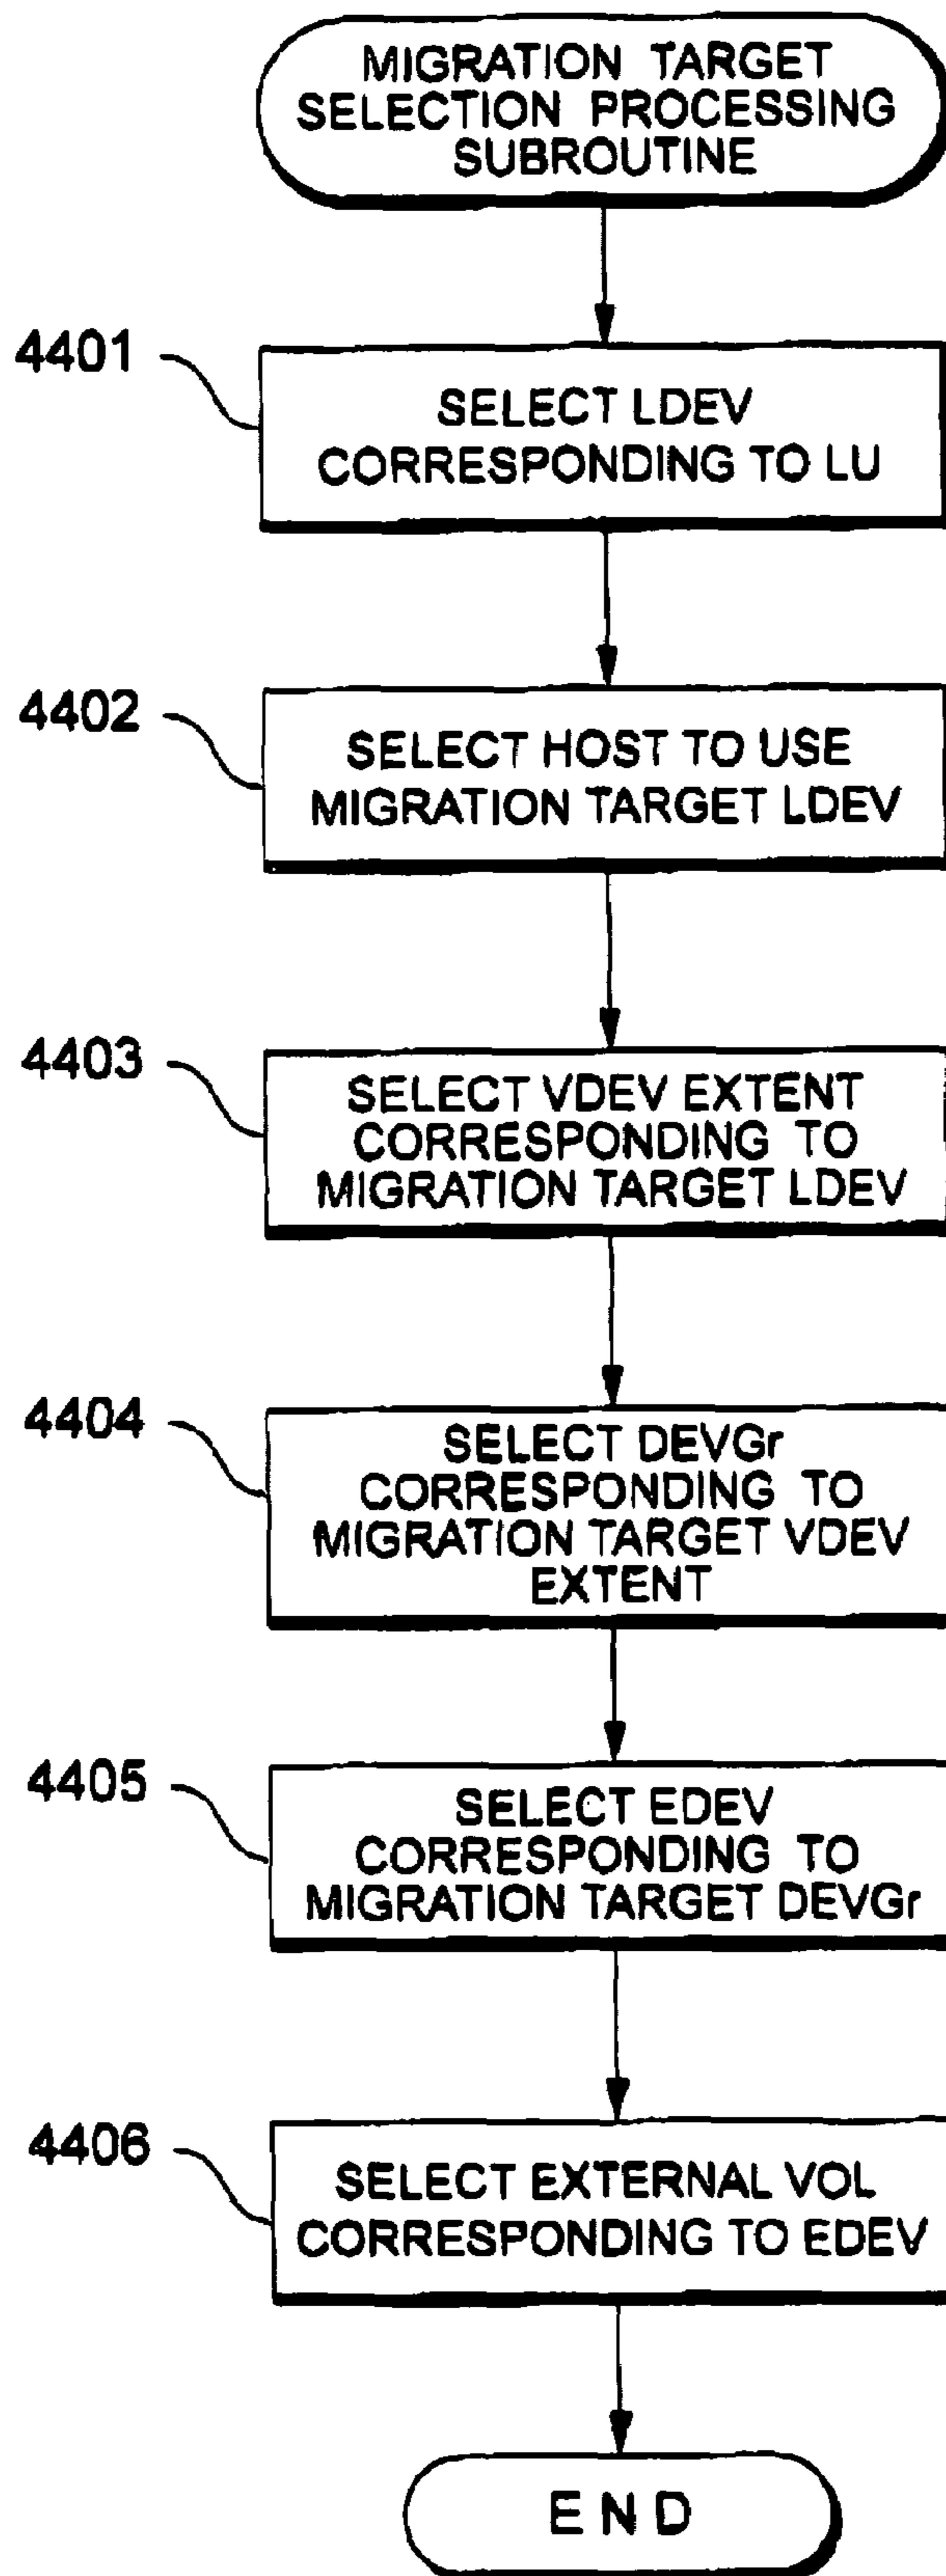 MIGRATION TARGET
SELECTION PROCESSING
SUBROUTINE
4401
SELECT LDEV
CORRESPONDING TO LU
4402
SELECT HOST TO USE
MIGRATION TARGET LDEV
4403
SELECT VDEV EXTENT
CORRESPONDING TO
MIGRATION TARGET LDEV
4404
SELECT DEVGr
CORRESPONDING TO
MIGRATION TARGET VDEV
EXTENT
4405
SELECT EDEV
CORRESPONDING TO
MIGRATION TARGET DEVGr
4406
SELECT EXTERNAL VOL
CORRESPONDING TO EDEV
END